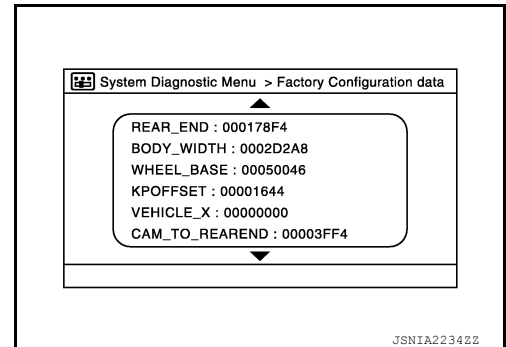 System Diagnostic Menu > Factory Configuration data
REAR_END : 000178F4
BODY_WIDTH : 0002D2A8
WHEEL_BASE : 00050046
KPOFFSET : 00001644
VEHICLE_X : 00000000
CAM_TO_REAREND : 00003FF4
JSNIA2234ZZ